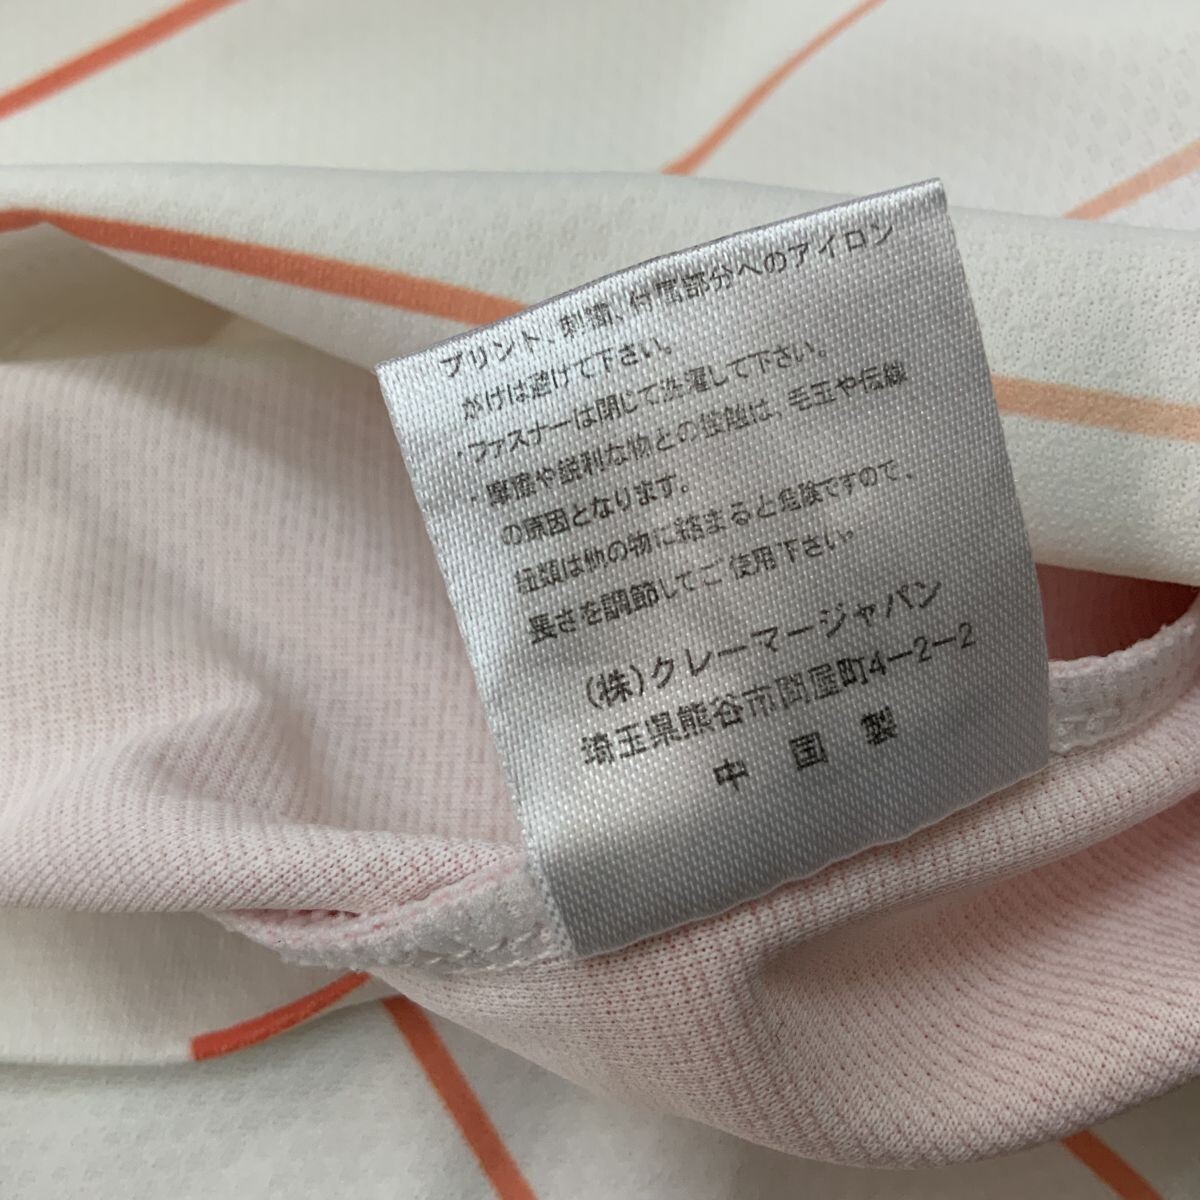 プリント、刺繍、付属部分へのアイロン
がけは避けて下さい。
・ファスナーは閉じて洗濯して下さい。
・摩擦や鋭利な物との接触は、毛玉や伝線
の原因となります。
紐類は他の物に絡まると危険ですので、
長さを調節してご使用下さい。
(株)クレーマージャパン
埼玉県熊谷市問屋町4-2-2
中国製